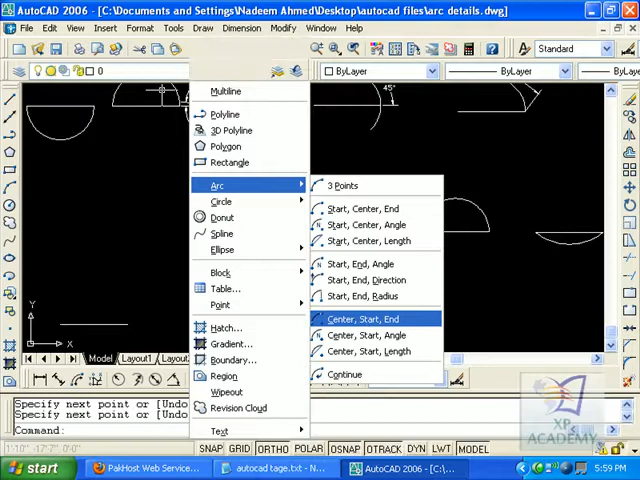 AutoCAD 2006 - [C:\Documents and Settings\Nadeem Ahmed\Desktop\autocad files\arc details.dwg]
File Edit View Insert Format Tools Draw Dimension Modify Window Help
Standard
0
ByLayer
ByLayer
45°
Multiline
Polyline
3D Polyline
Polygon
Rectangle
Arc
Circle
Donut
Spline
Ellipse
Block
Table...
Point
Hatch...
Gradient...
Boundary...
Region
Wipeout
Revision Cloud
Text
3 Points
Start, Center, End
Start, Center, Angle
Start, Center, Length
Start, End, Angle
Start, End, Direction
Start, End, Radius
Center, Start, End
Center, Start, Angle
Center, Start, Length
Continue
Y
X
Model Layout1
Specify next point or [Undo
Specify next point or [Undo
Command:
XP
ACADEMY
SNAP GRID ORTHO POLAR OSNAP OTRACK DYN LWT MODEL
start
PakHost Web Service...
autocad tage.txt - N...
AutoCAD 2006 - [C:\...
5:59 PM